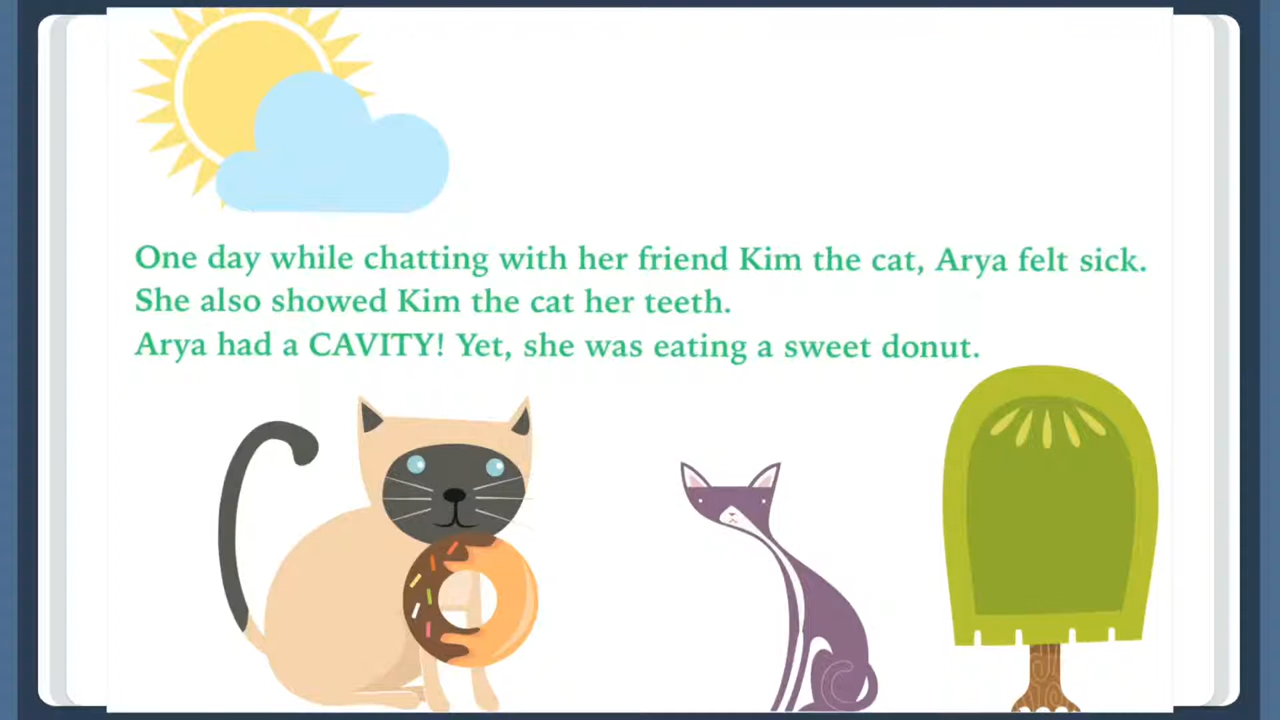 One day while chatting with her friend Kim the cat, Arya felt sick.
She also showed Kim the cat her teeth.
Arya had a CAVITY! Yet, she was eating a sweet donut.